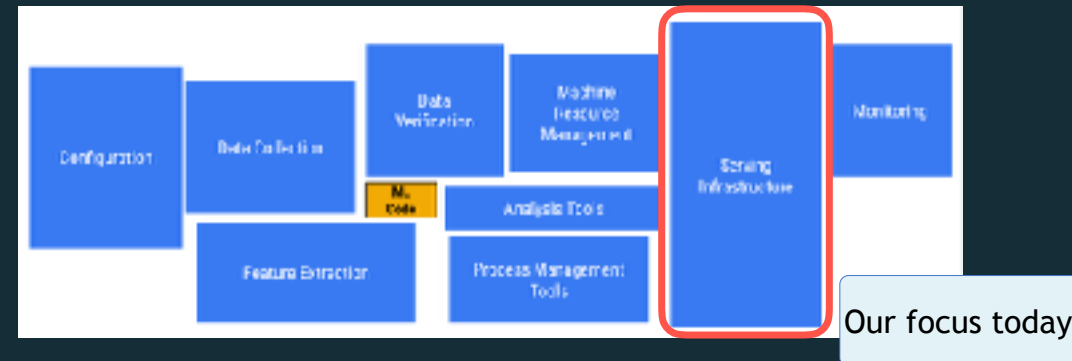 Configuration
Data Collection
Data
Verification
Machine
Resource
Management
Serving
Infrastructure
Monitoring
ML
Code
Analysis Tools
Feature Extraction
Process Management
Tools
Our focus today